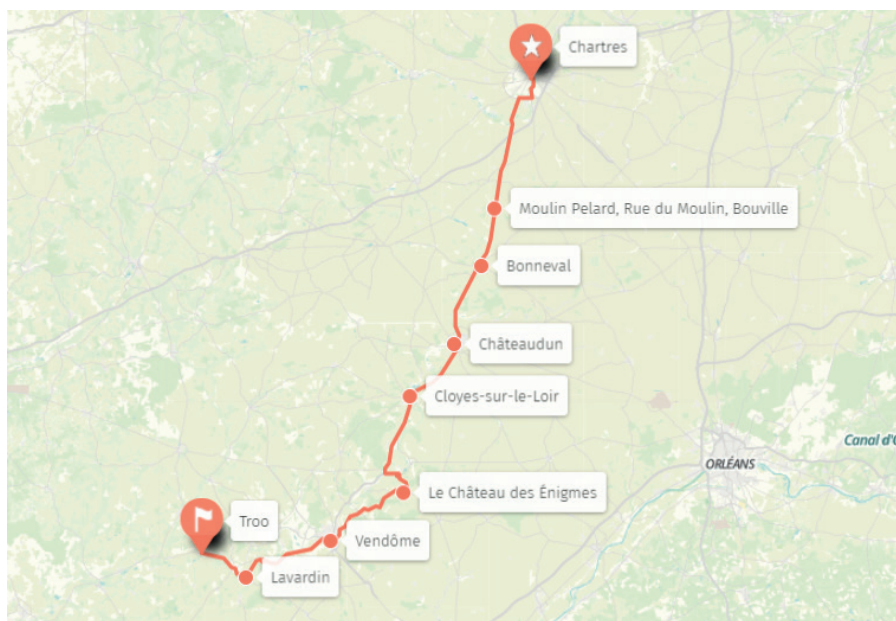 Chartres
Moulin Pelard, Rue du Moulin, Bouville
Bonneval
Châteaudun
Cloyes-sur-le-Loir
Canal d'O
ORLÉANS
Le Château des Énigmes
Troo
Vendôme
Lavardin